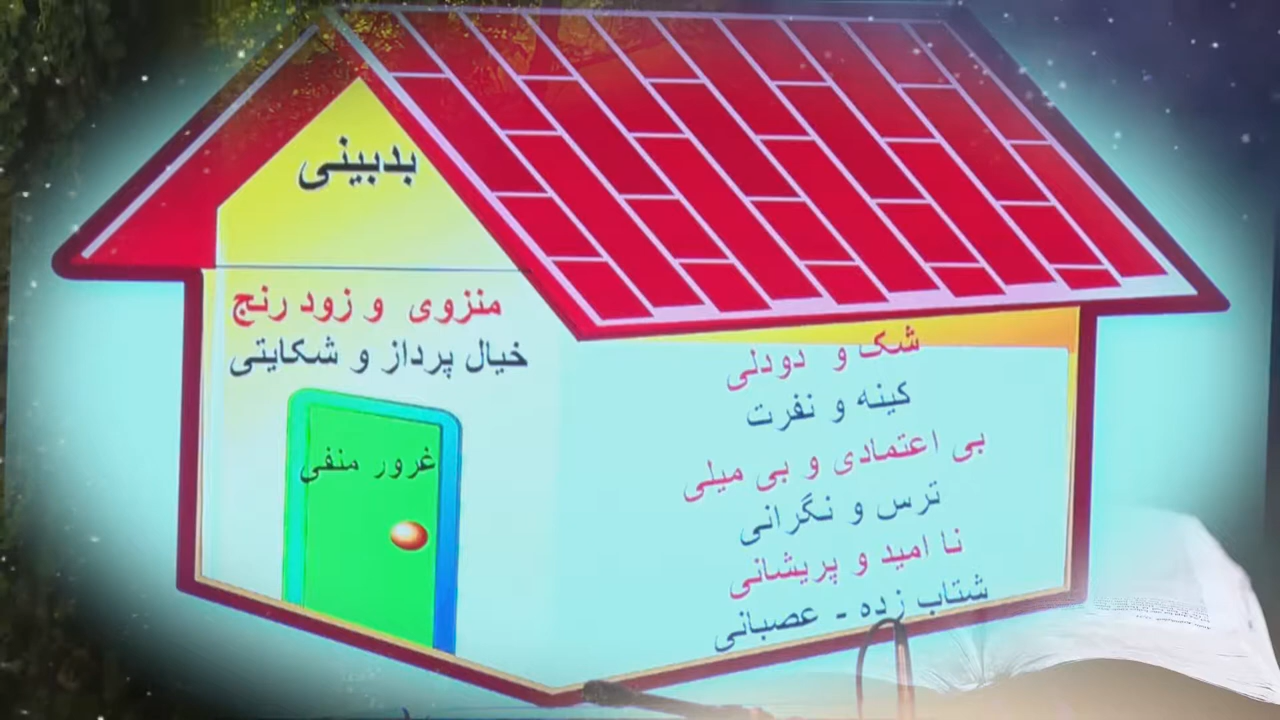 بدبینی
منزوی و زود رنج
خیال پرداز و شکایتی
غرور منفی
شک و دودلی
کینه و نفرت
بی اعتمادی و بی میلی
ترس و نگرانی
نا امید و پریشانی
شتاب زده - عصبانی